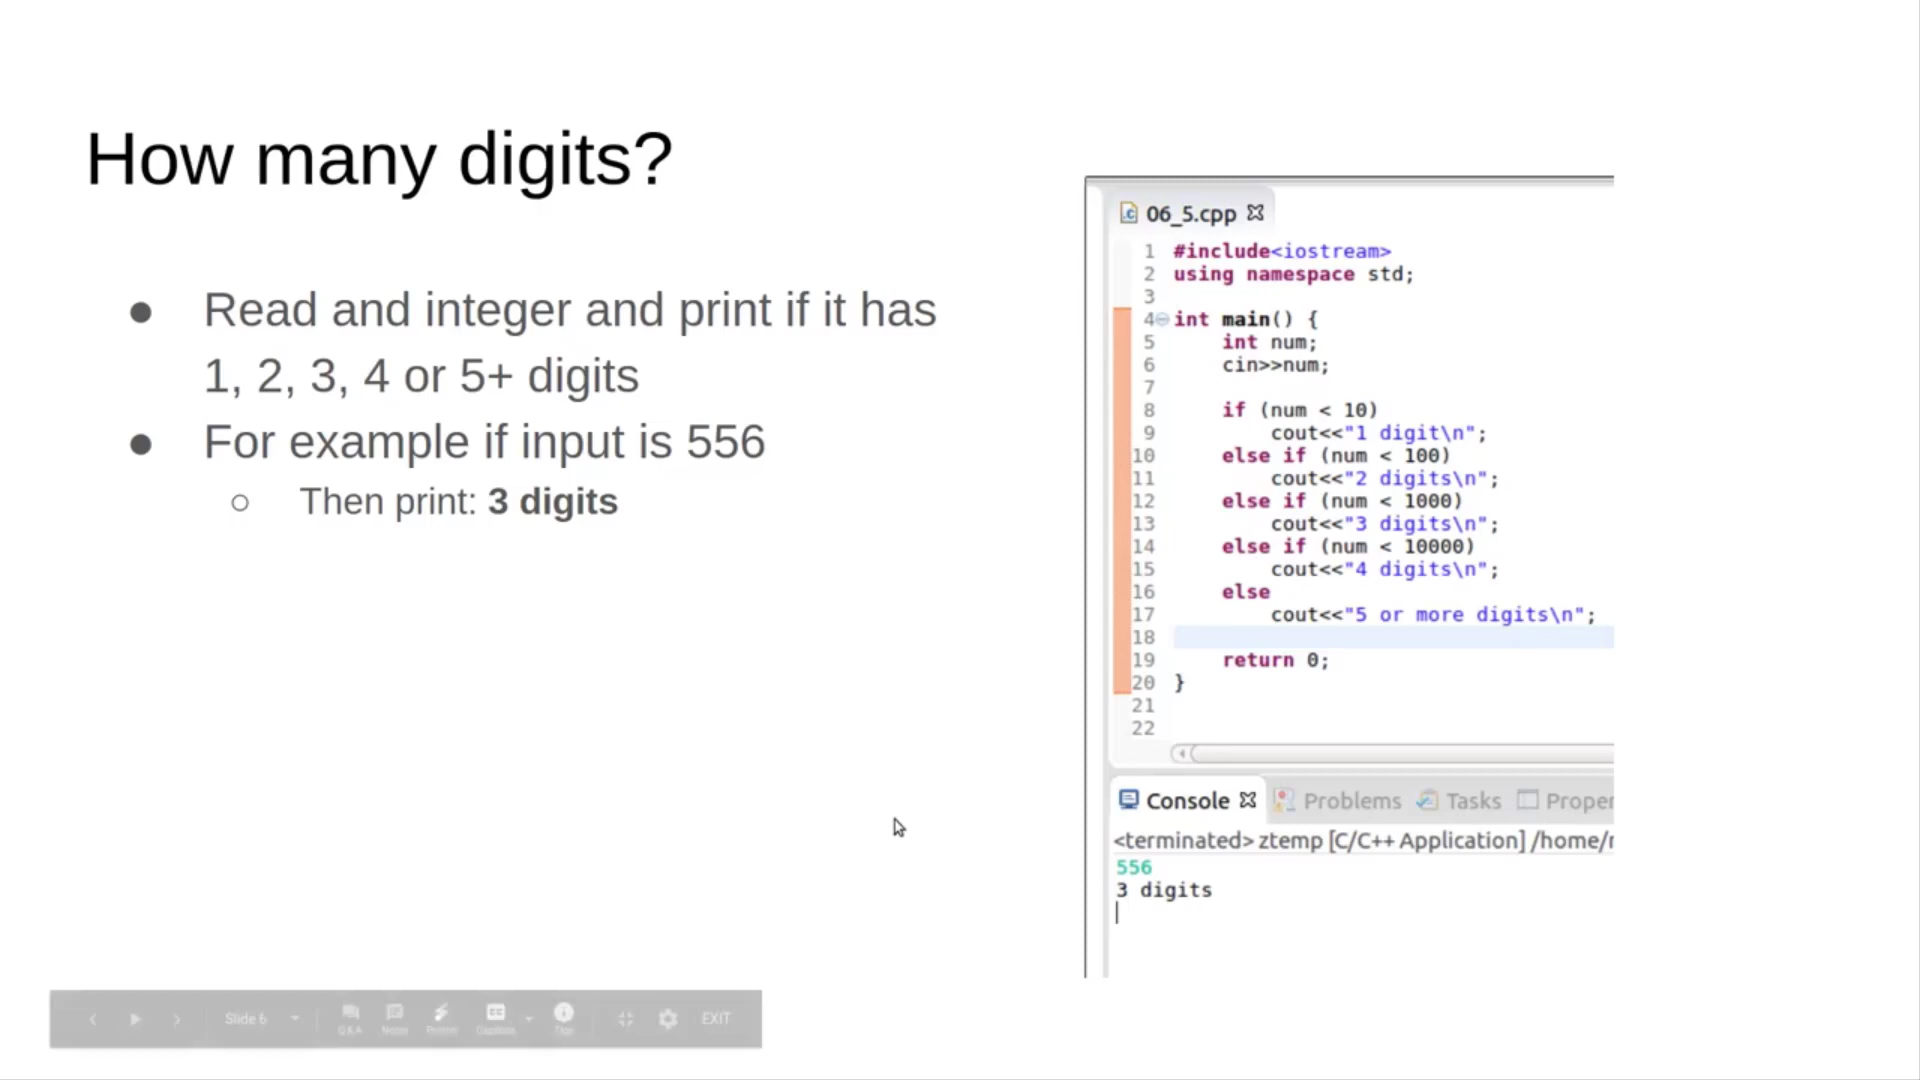 How many digits?
● Read and integer and print if it has
1, 2, 3, 4 or 5+ digits
● For example if input is 556
○ Then print: 3 digits
06_5.cpp
1 #include<iostream>
2 using namespace std;
3
4 int main() {
5 int num;
6 cin>>num;
7
8 if (num < 10)
9 cout<<"1 digit\n";
10 else if (num < 100)
11 cout<<"2 digits\n";
12 else if (num < 1000)
13 cout<<"3 digits\n";
14 else if (num < 10000)
15 cout<<"4 digits\n";
16 else
17 cout<<"5 or more digits\n";
18
19 return 0;
20 }
21
22
Console Problems Tasks Proper
<terminated> ztemp [C/C++ Application] /home/r
556
3 digits
Slide 6 Q&A Notes Pointer Captions Tips EXIT